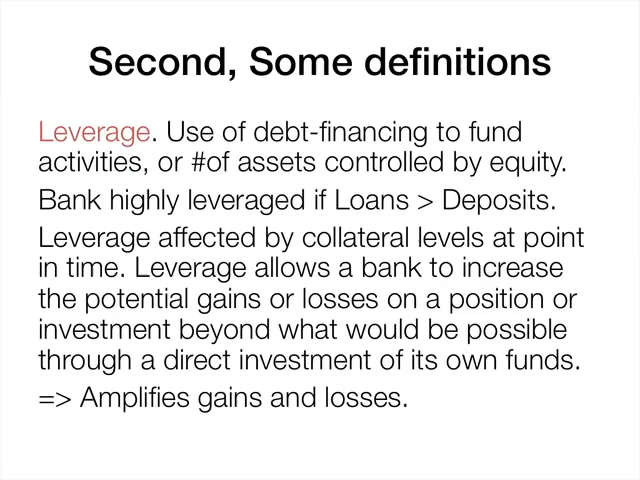 Second, Some definitions
Leverage. Use of debt-financing to fund
activities, or #of assets controlled by equity.
Bank highly leveraged if Loans > Deposits.
Leverage affected by collateral levels at point
in time. Leverage allows a bank to increase
the potential gains or losses on a position or
investment beyond what would be possible
through a direct investment of its own funds.
=> Amplifies gains and losses.